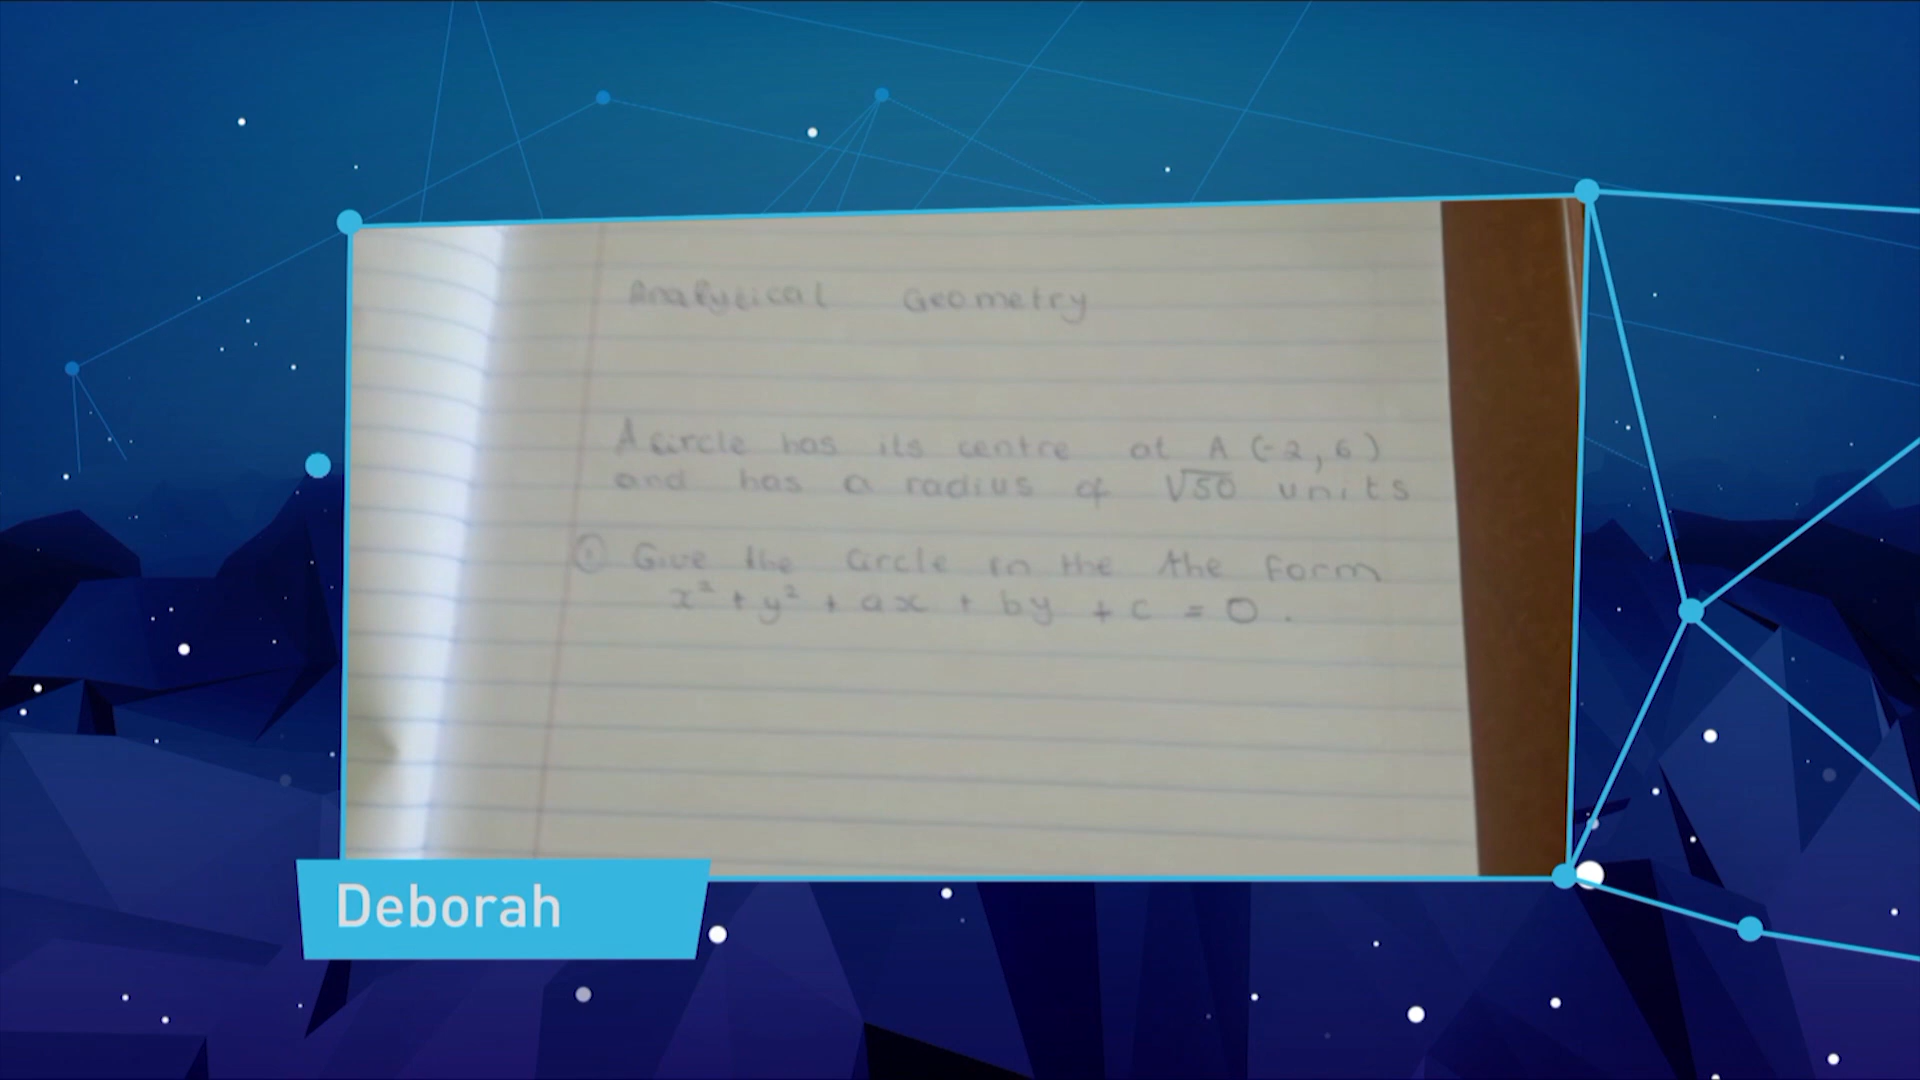 Analytical Geometry
A circle has its centre at A (-2, 6)
and has a radius of √50 units
① Give the circle in the the form
x² + y² + ax + by + c = 0.
Deborah